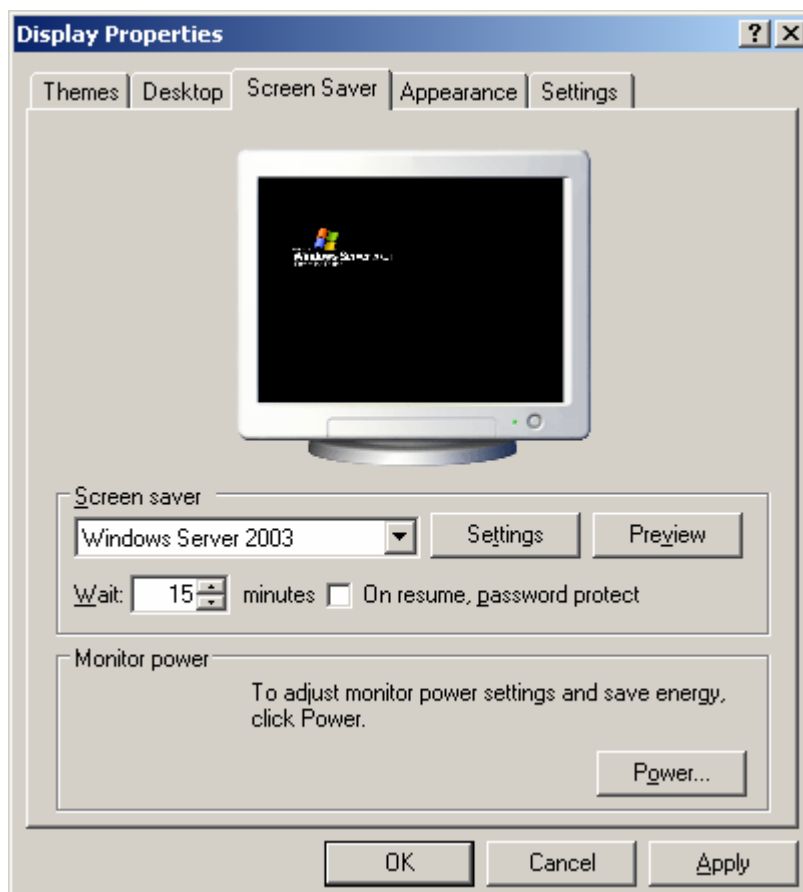 Display Properties
Themes Desktop Screen Saver Appearance Settings
Windows Server
Screen saver
Windows Server 2003 Settings Preview
Wait: 15 minutes On resume, password protect
Monitor power
To adjust monitor power settings and save energy,
click Power.
Power...
OK Cancel Apply